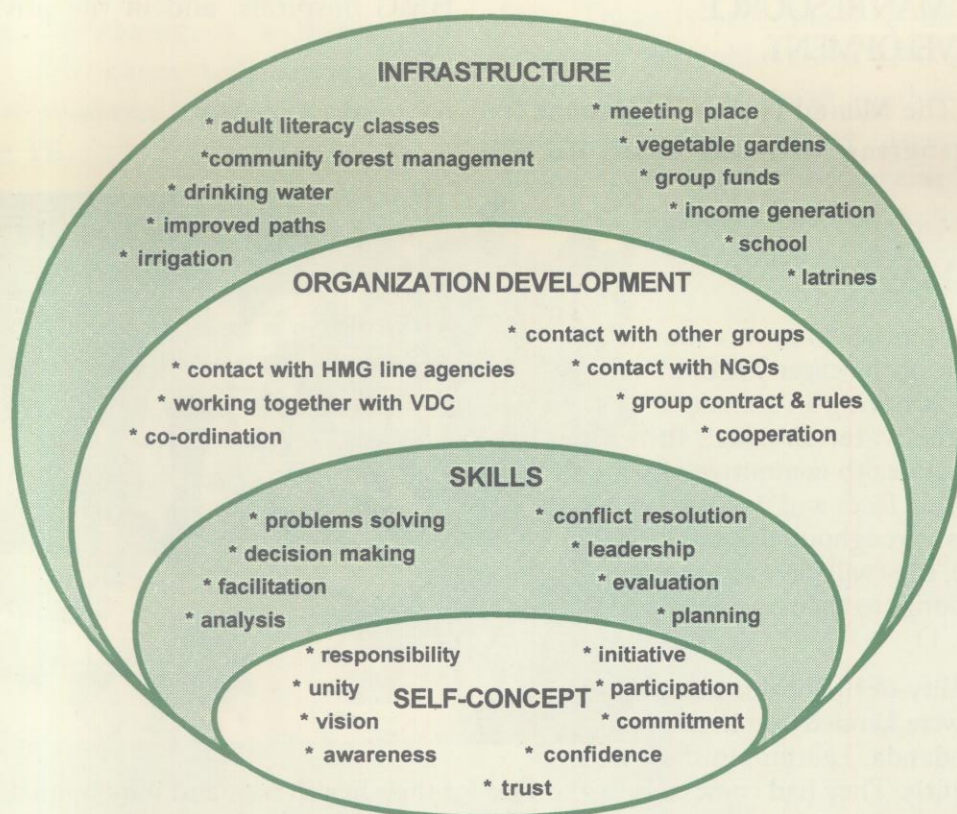 MAN RESOURCE
INFRASTRUCTURE
* adult literacy classes
*community forest management
* drinking water
* improved paths
* irrigation
* meeting place
* vegetable gardens
* group funds
* income generation
* school
* latrines
ORGANIZATION DEVELOPMENT
* contact with other groups
* contact with HMG line agencies
* contact with NGOs
* working together with VDC
* group contract & rules
* co-ordination
* cooperation
SKILLS
* problems solving
* decision making
* facilitation
* analysis
* conflict resolution
* leadership
* evaluation
* planning
* responsibility
* initiative
* unity
SELF-CONCEPT
* participation
* vision
* commitment
* awareness
* confidence
* trust